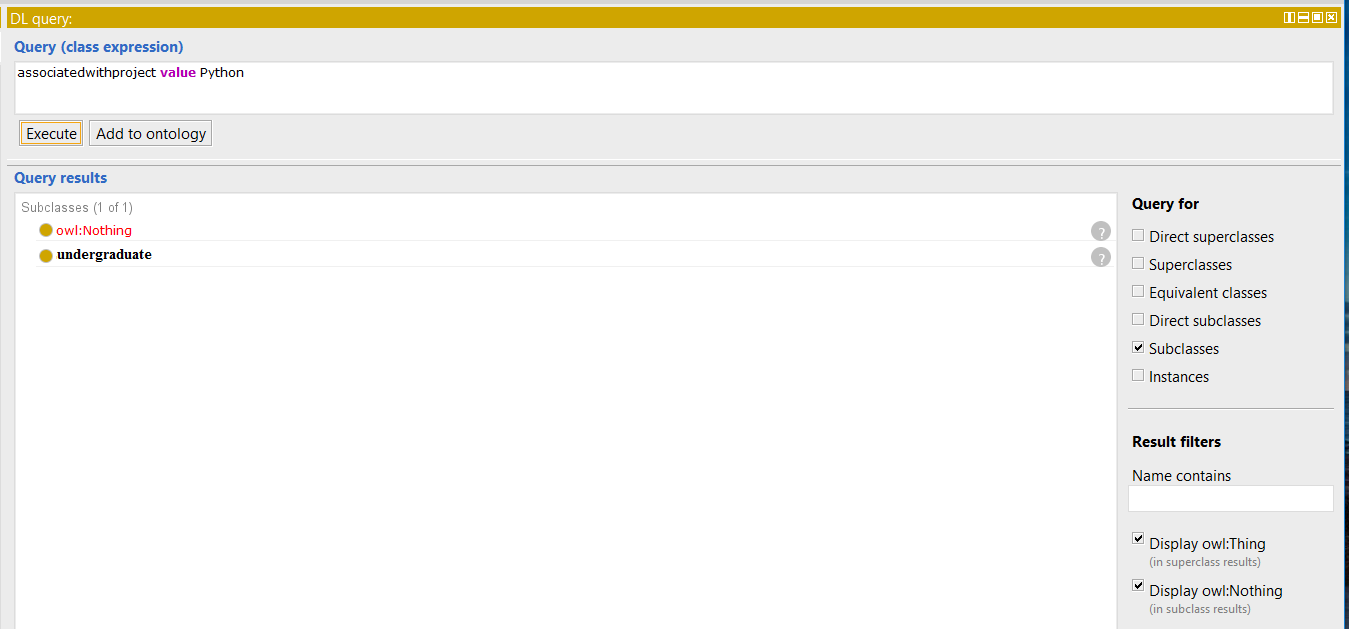 DL query:
Query (class expression)
associatedwithproject value Python
Execute
Add to ontology
Query results
Subclasses (1 of 1)
owl:Nothing
?
undergraduate
?
Query for
Direct superclasses
Superclasses
Equivalent classes
Direct subclasses
Subclasses
Instances
Result filters
Name contains
Display owl:Thing
(in superclass results)
Display owl:Nothing
(in subclass results)